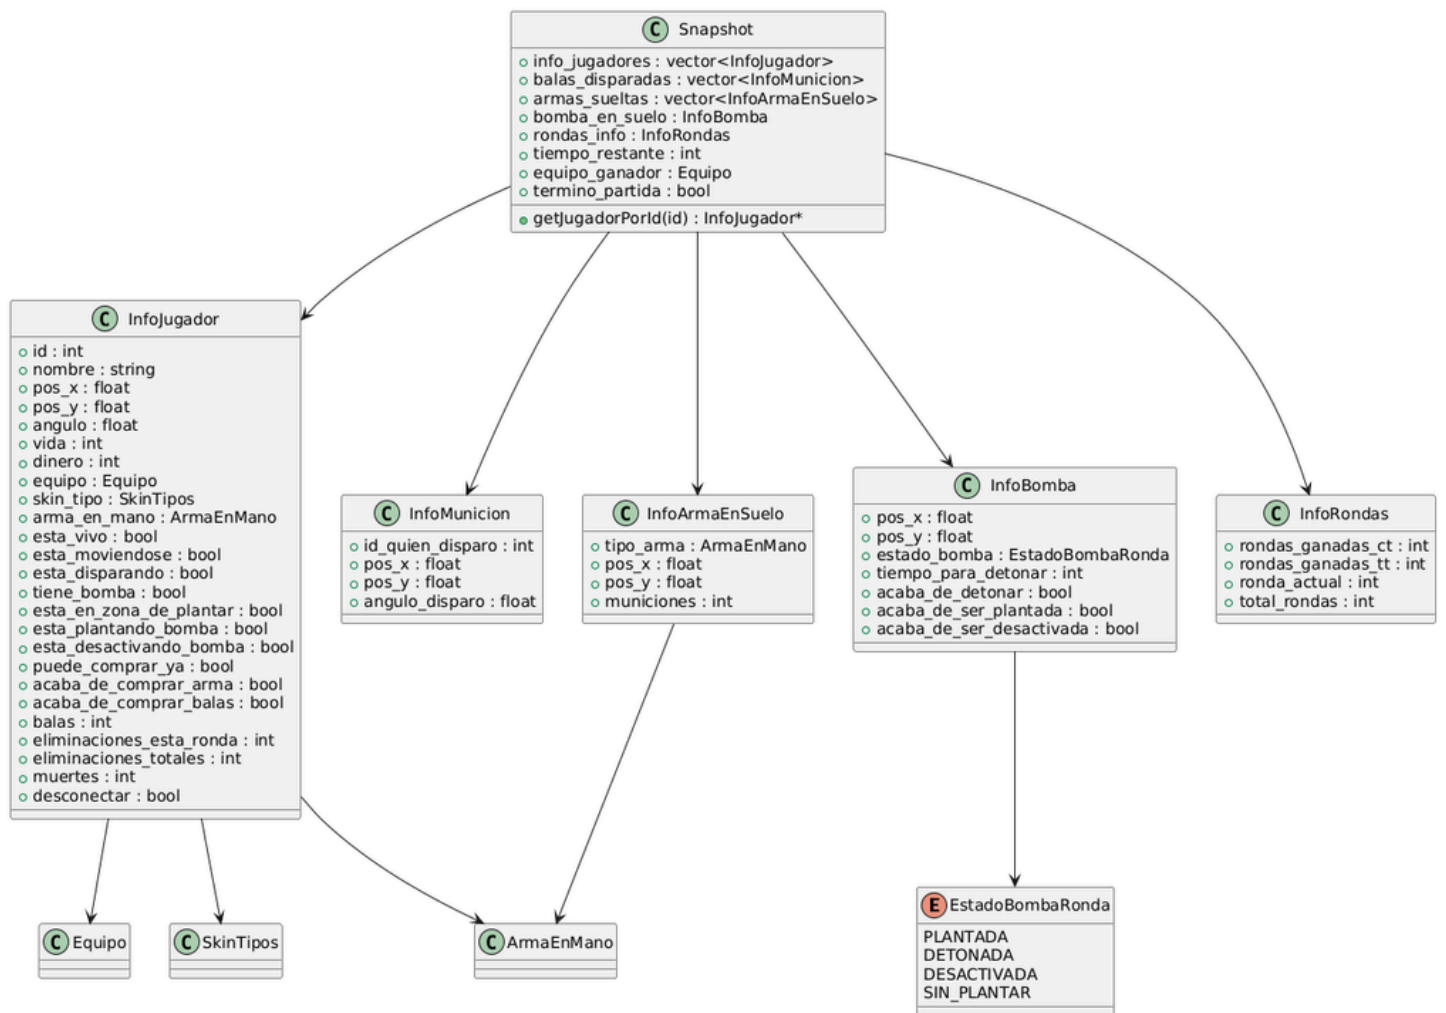 C Snapshot
info_jugadores : vector<InfoJugador>
balas_disparadas : vector<InfoMunicion>
armas_sueltas : vector<InfoArmaEnSuelo>
bomba_en_suelo : InfoBomba
rondas_info : InfoRondas
tiempo_restante : int
equipo_ganador : Equipo
termino_partida : bool
getJugadorPorId(id) : InfoJugador*
C InfoJugador
id : int
nombre : string
pos_x : float
pos_y : float
angulo : float
vida : int
dinero : int
equipo : Equipo
skin_tipo : SkinTipos
arma_en_mano : ArmaEnMano
esta_vivo : bool
esta_moviendose : bool
esta_disparando : bool
tiene_bomba : bool
esta_en_zona_de_plantar : bool
esta_plantando_bomba : bool
esta_desactivando_bomba : bool
puede_comprar_ya : bool
acaba_de_comprar_arma : bool
acaba_de_comprar_balas : bool
balas : int
eliminaciones_esta_ronda : int
eliminaciones_totales : int
muertes : int
desconectar : bool
C InfoMunicion
id_quien_disparo : int
pos_x : float
pos_y : float
angulo_disparo : float
C InfoArmaEnSuelo
tipo_arma : ArmaEnMano
pos_x : float
pos_y : float
municiones : int
C InfoBomba
pos_x : float
pos_y : float
estado_bomba : EstadoBombaRonda
tiempo_para_detonar : int
acaba_de_detonar : bool
acaba_de_ser_plantada : bool
acaba_de_ser_desactivada : bool
C InfoRondas
rondas_ganadas_ct : int
rondas_ganadas_tt : int
ronda_actual : int
total_rondas : int
C Equipo
C SkinTipos
C ArmaEnMano
E EstadoBombaRonda
PLANTADA
DETONADA
DESACTIVADA
SIN_PLANTAR